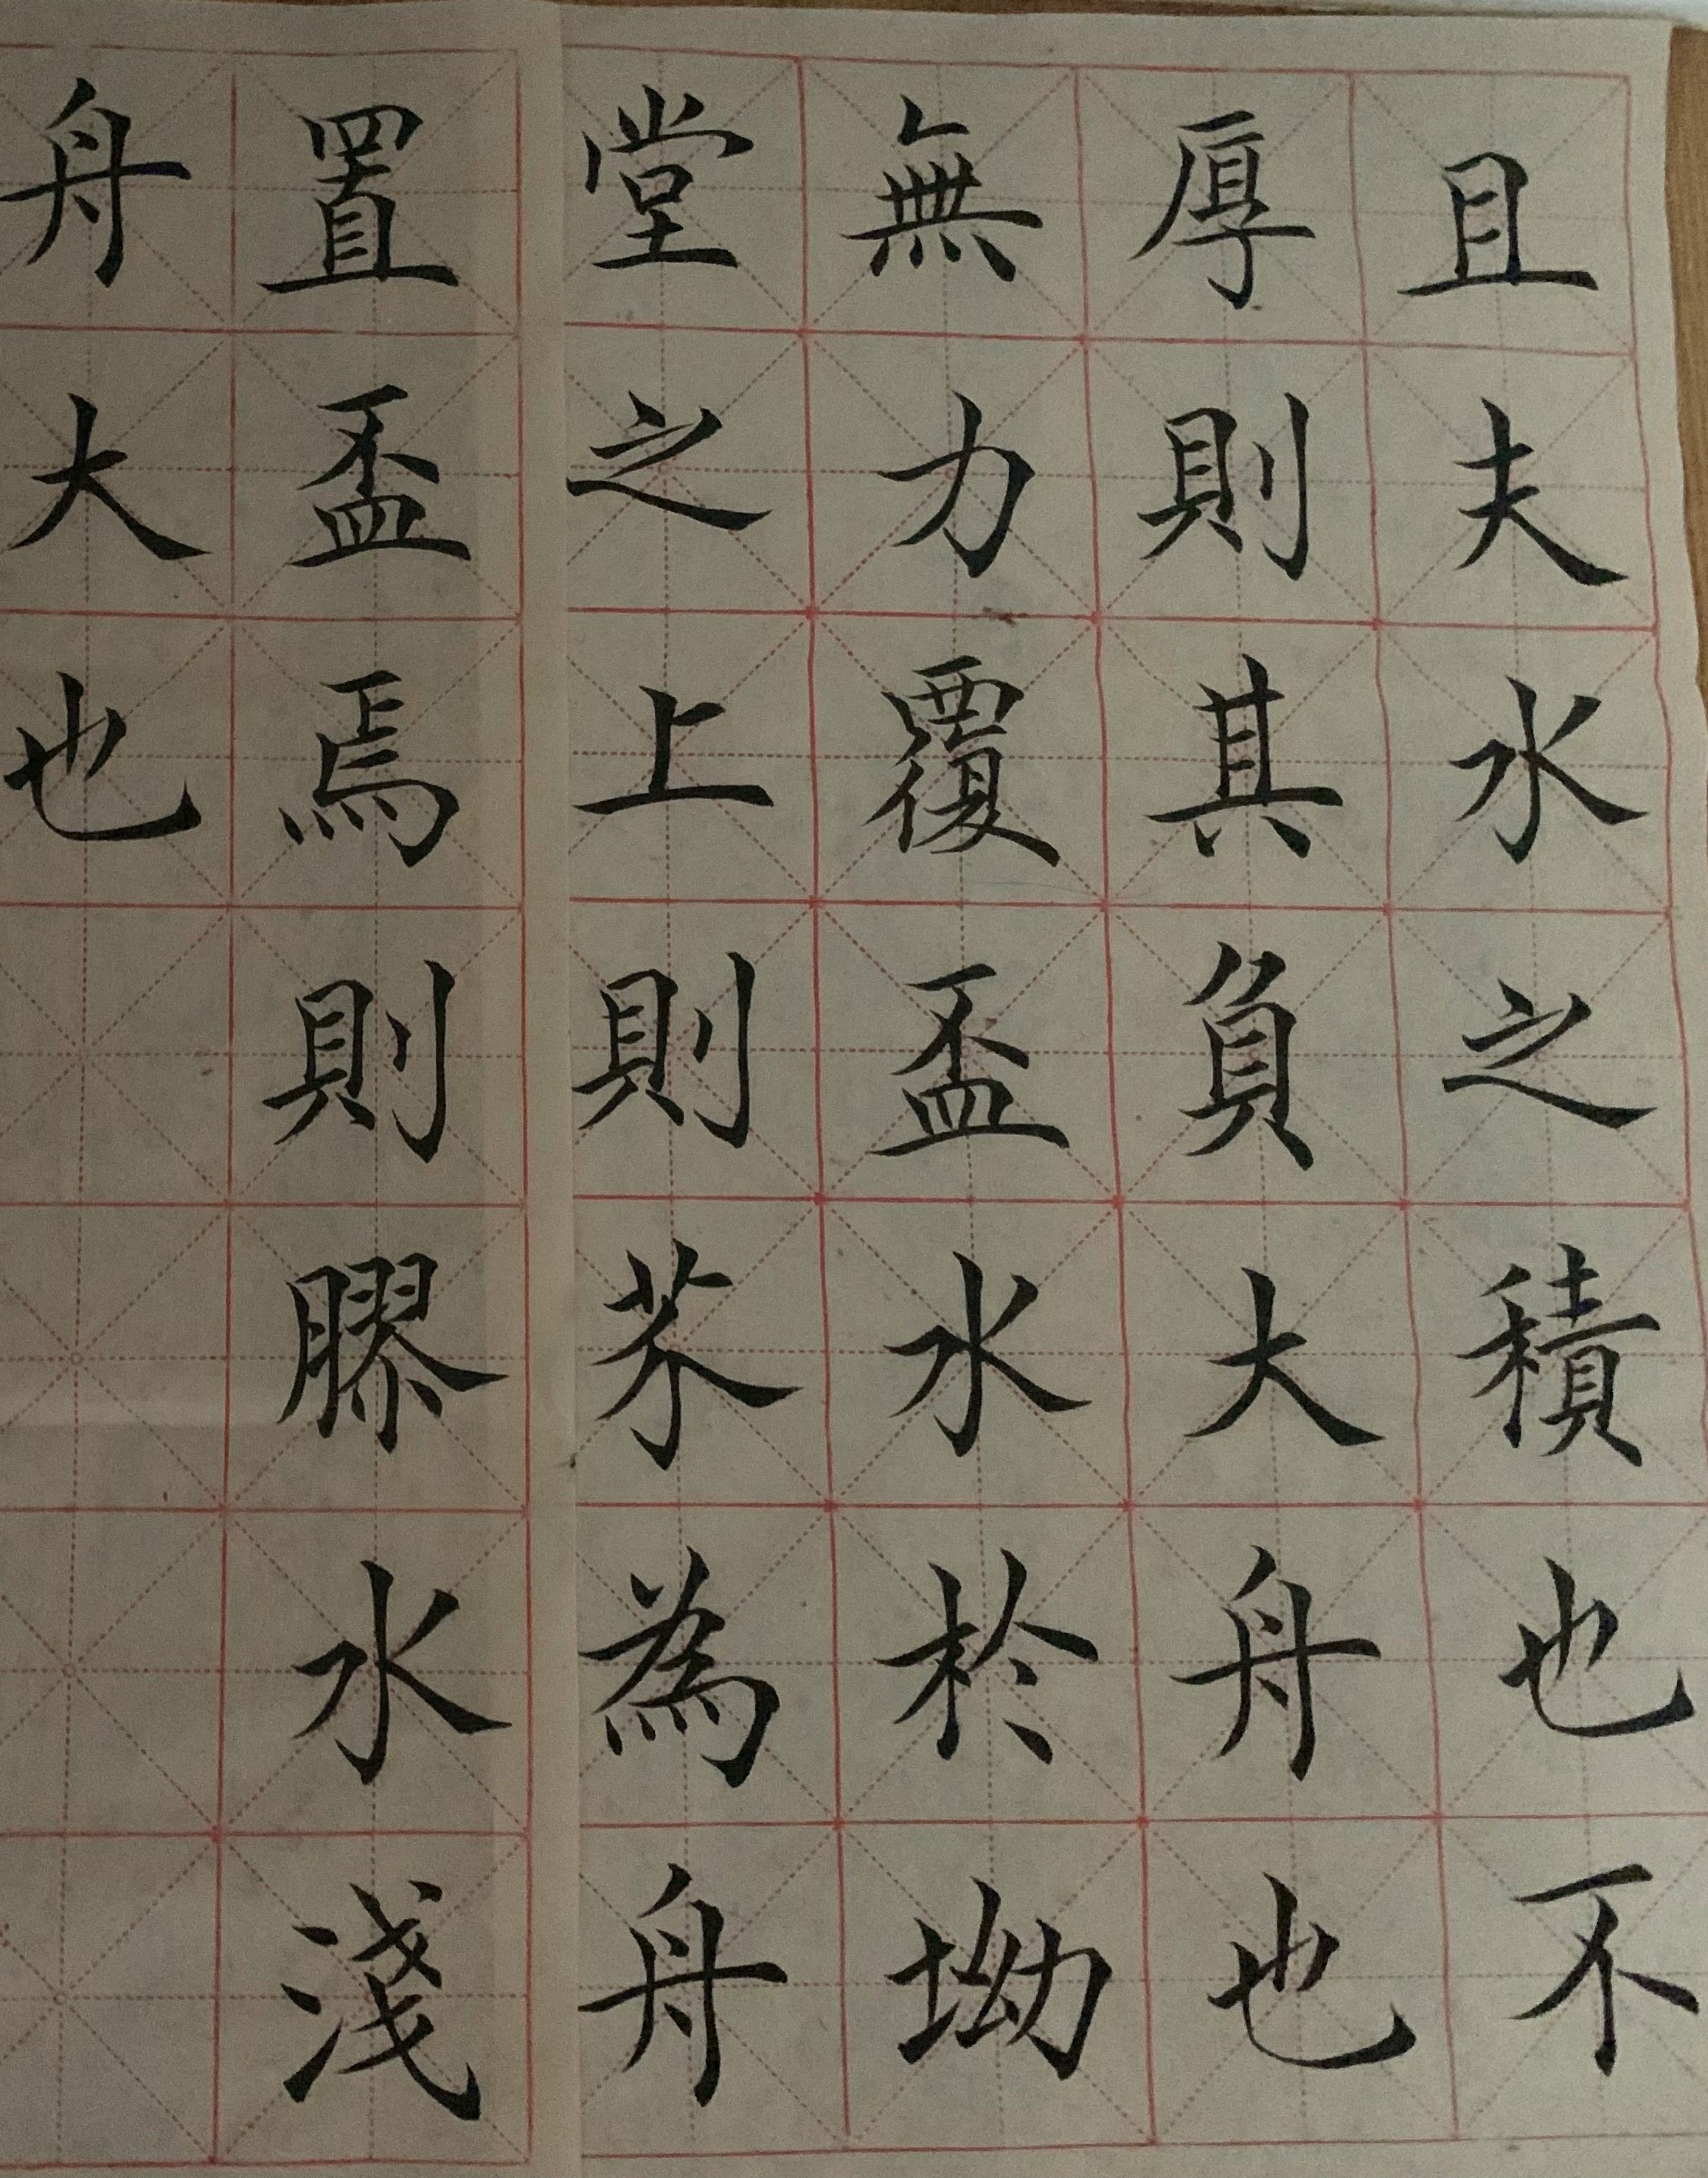 且夫水之積也不
厚則其負大舟也
無力覆盃水於坳
堂之上則芥為舟
置盃焉則膠水淺
舟大也